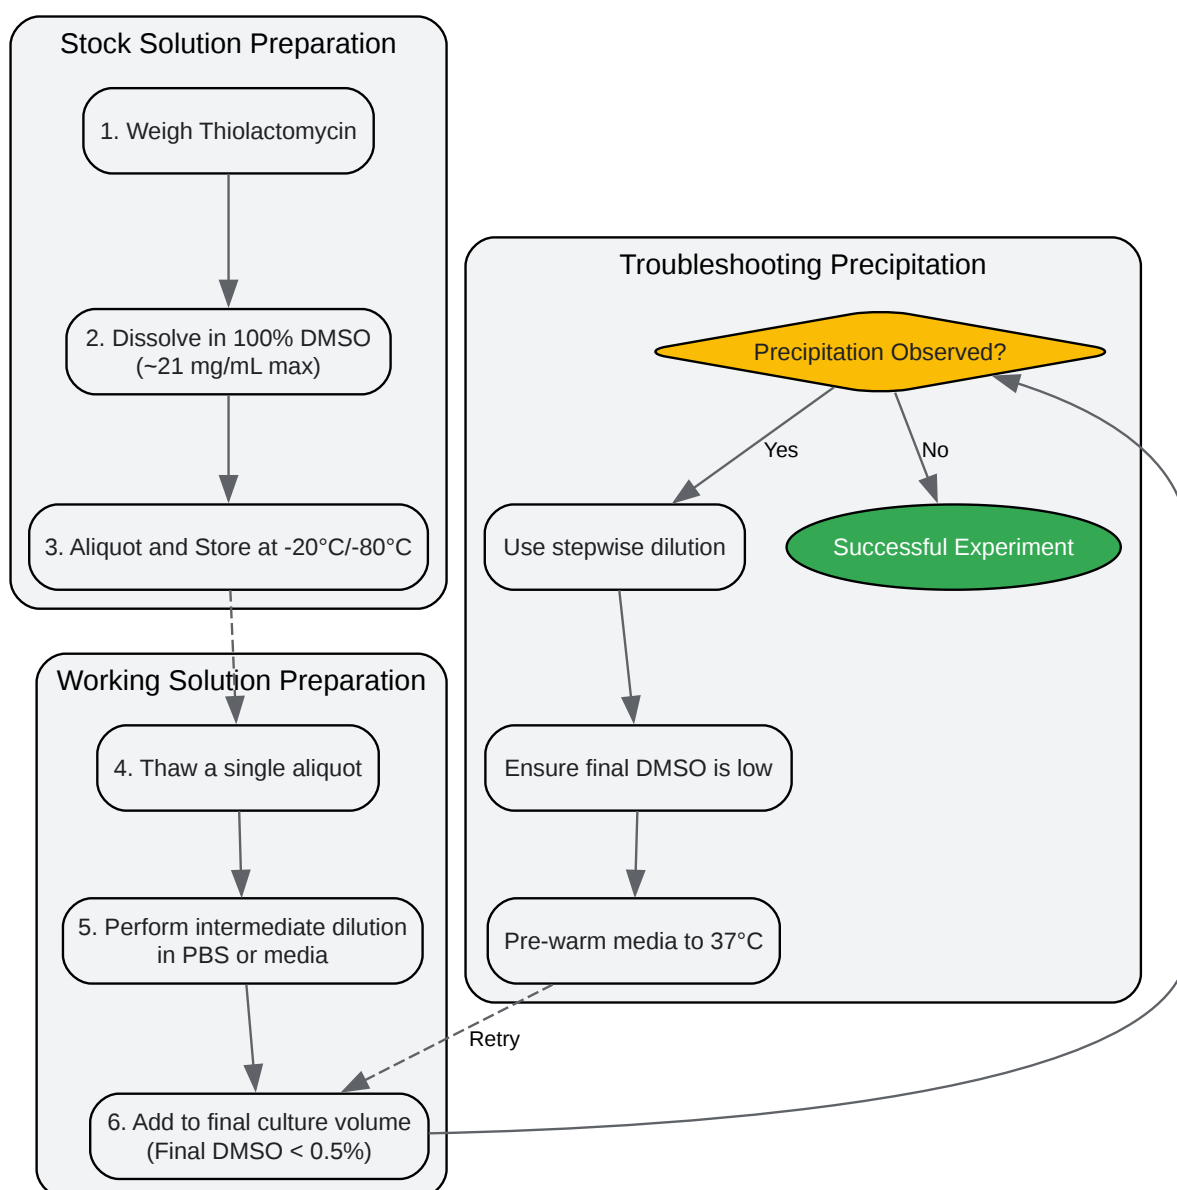 Stock Solution Preparation
1. Weigh Thiolactomycin
2. Dissolve in 100% DMSO
(~21 mg/mL max)
3. Aliquot and Store at -20°C/-80°C
Working Solution Preparation
4. Thaw a single aliquot
5. Perform intermediate dilution
in PBS or media
6. Add to final culture volume
(Final DMSO < 0.5%)
Troubleshooting Precipitation
Precipitation Observed?
Yes
No
Use stepwise dilution
Successful Experiment
Ensure final DMSO is low
Pre-warm media to 37°C
Retry